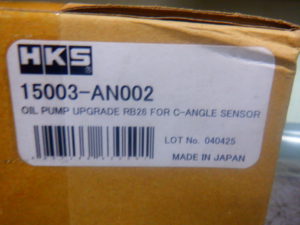 HKS
15003-AN002
OIL PUMP UPGRADE RB26 FOR C-ANGLE SENSOR
LOT No. 040425
MADE IN JAPAN